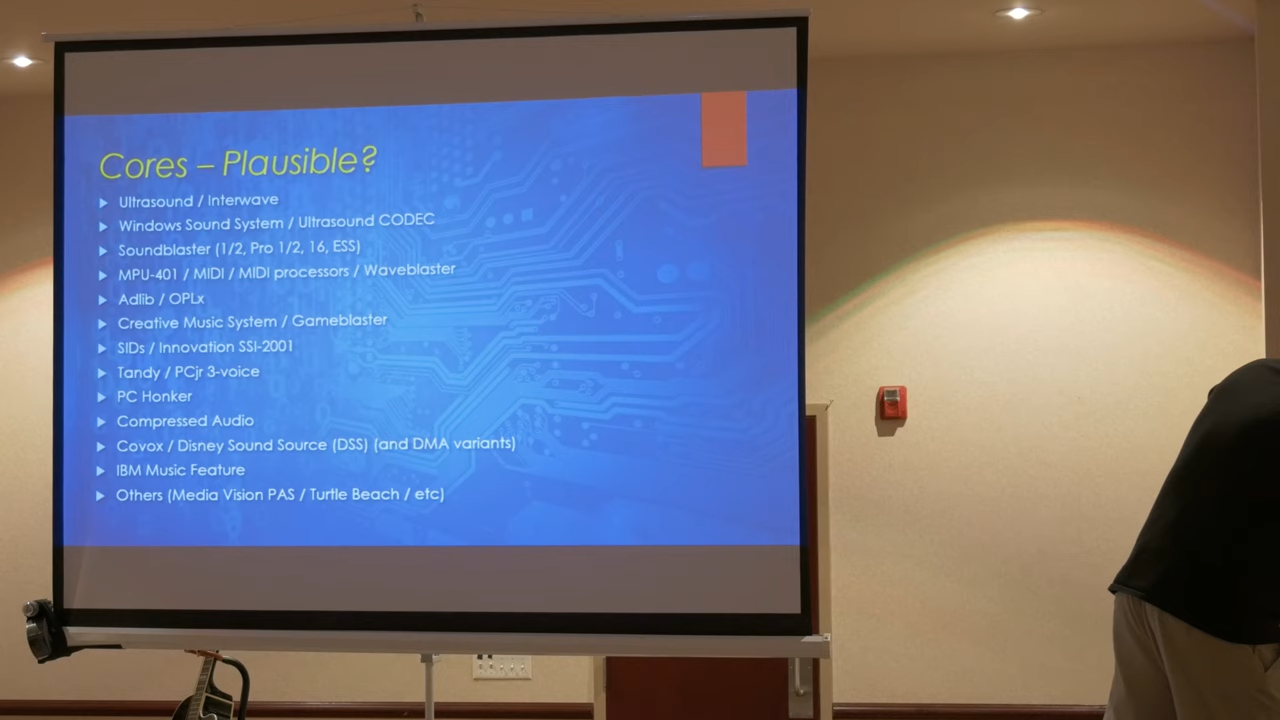 Cores – Plausible?
Ultrasound / Interwave
Windows Sound System / Ultrasound CODEC
Soundblaster (1/2, Pro 1/2, 16, ESS)
MPU-401 / MIDI / MIDI processors / Waveblaster
Adlib / OPLx
Creative Music System / Gameblaster
SIDs / Innovation SSI-2001
Tandy / PCjr 3-voice
PC Honker
Compressed Audio
Covox / Disney Sound Source (DSS) (and DMA variants)
IBM Music Feature
Others (Media Vision PAS / Turtle Beach / etc)